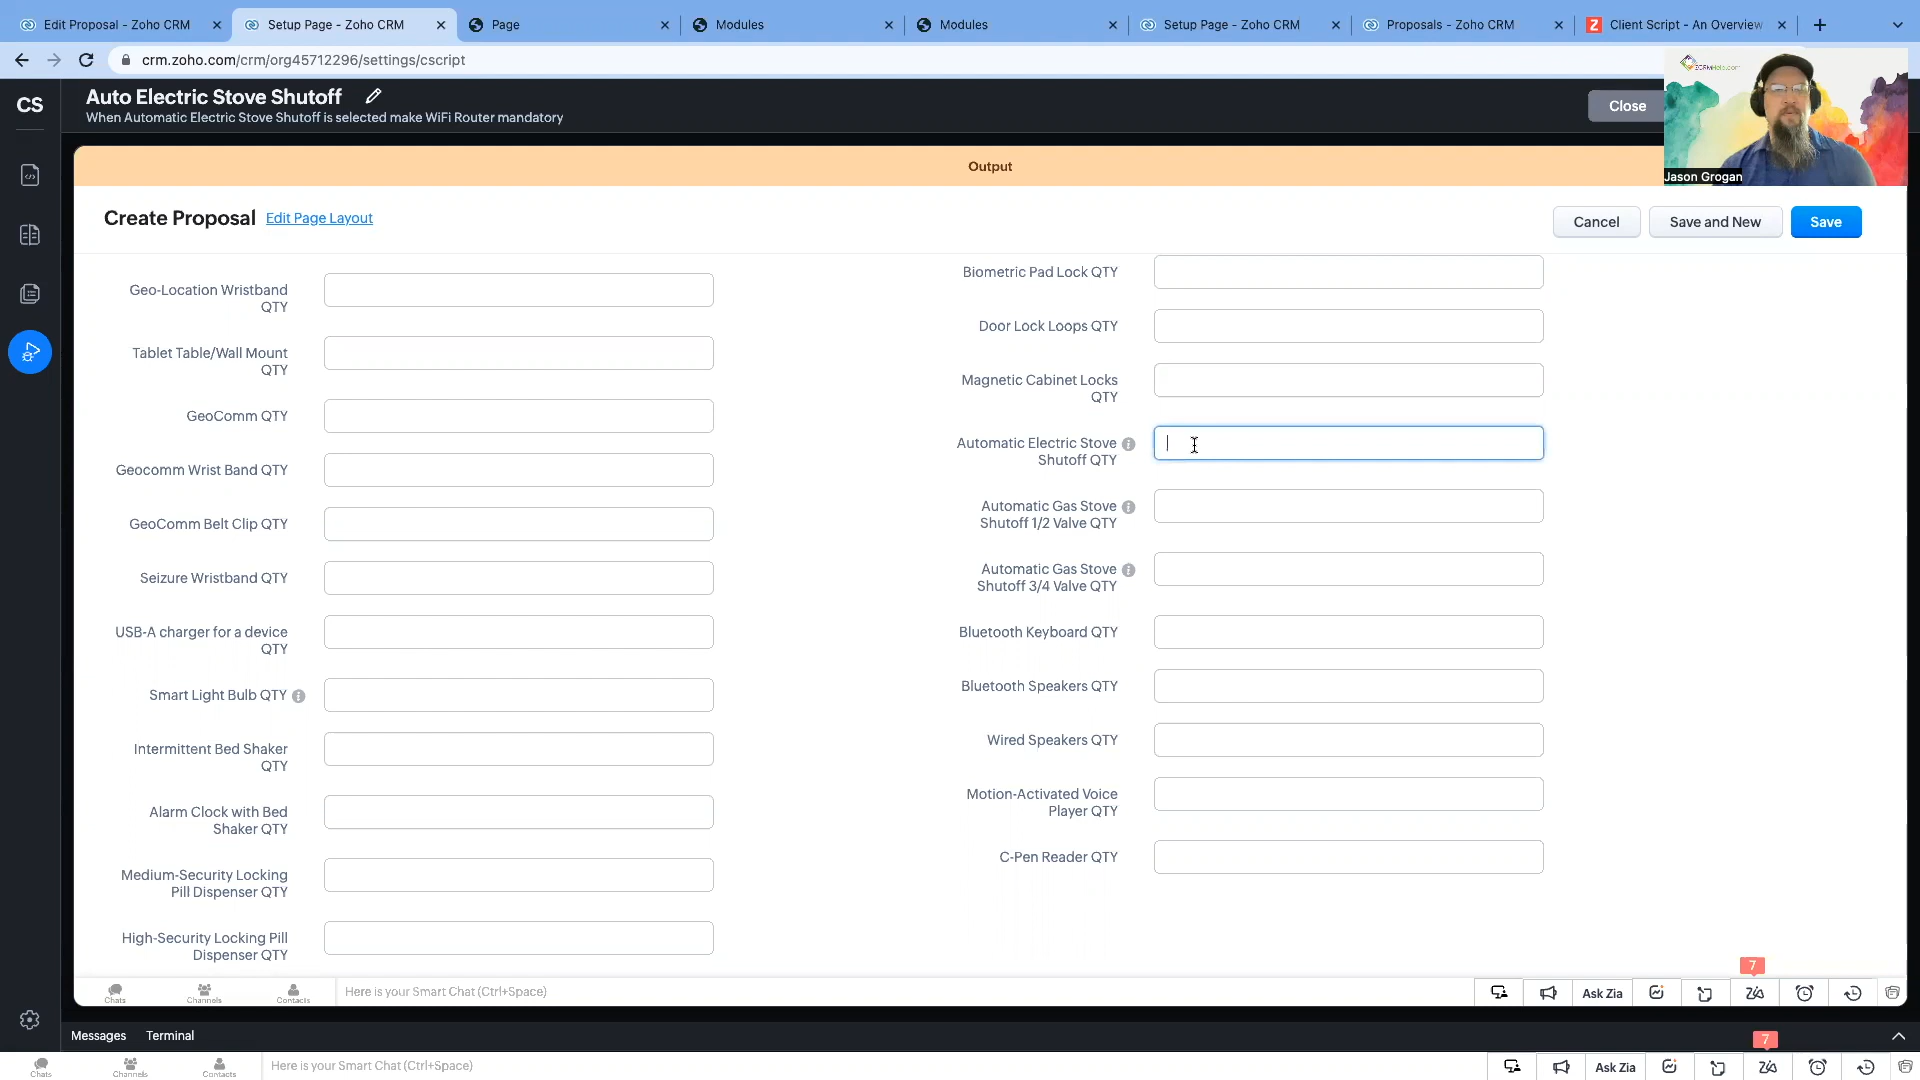 Edit Proposal - Zoho CRM
Setup Page - Zoho CRM
Page
Modules
Modules
Setup Page - Zoho CRM
Proposals - Zoho CRM
Client Script - An Overview
crm.zoho.com/crm/org45712296/settings/cscript
CS
Auto Electric Stove Shutoff
When Automatic Electric Stove Shutoff is selected make WiFi Router mandatory
Close
Jason Grogan
Output
Create Proposal
Edit Page Layout
Cancel
Save and New
Save
Geo-Location Wristband
QTY
Tablet Table/Wall Mount
QTY
GeoComm QTY
Geocomm Wrist Band QTY
GeoComm Belt Clip QTY
Seizure Wristband QTY
USB-A charger for a device
QTY
Smart Light Bulb QTY
Intermittent Bed Shaker
QTY
Alarm Clock with Bed
Shaker QTY
Medium-Security Locking
Pill Dispenser QTY
High-Security Locking Pill
Dispenser QTY
Biometric Pad Lock QTY
Door Lock Loops QTY
Magnetic Cabinet Locks
QTY
Automatic Electric Stove
Shutoff QTY
Automatic Gas Stove
Shutoff 1/2 Valve QTY
Automatic Gas Stove
Shutoff 3/4 Valve QTY
Bluetooth Keyboard QTY
Bluetooth Speakers QTY
Wired Speakers QTY
Motion-Activated Voice
Player QTY
C-Pen Reader QTY
Chats
Channels
Contacts
Here is your Smart Chat (Ctrl+Space)
Ask Zia
7
Messages
Terminal
Chats
Channels
Contacts
Here is your Smart Chat (Ctrl+Space)
Ask Zia
7